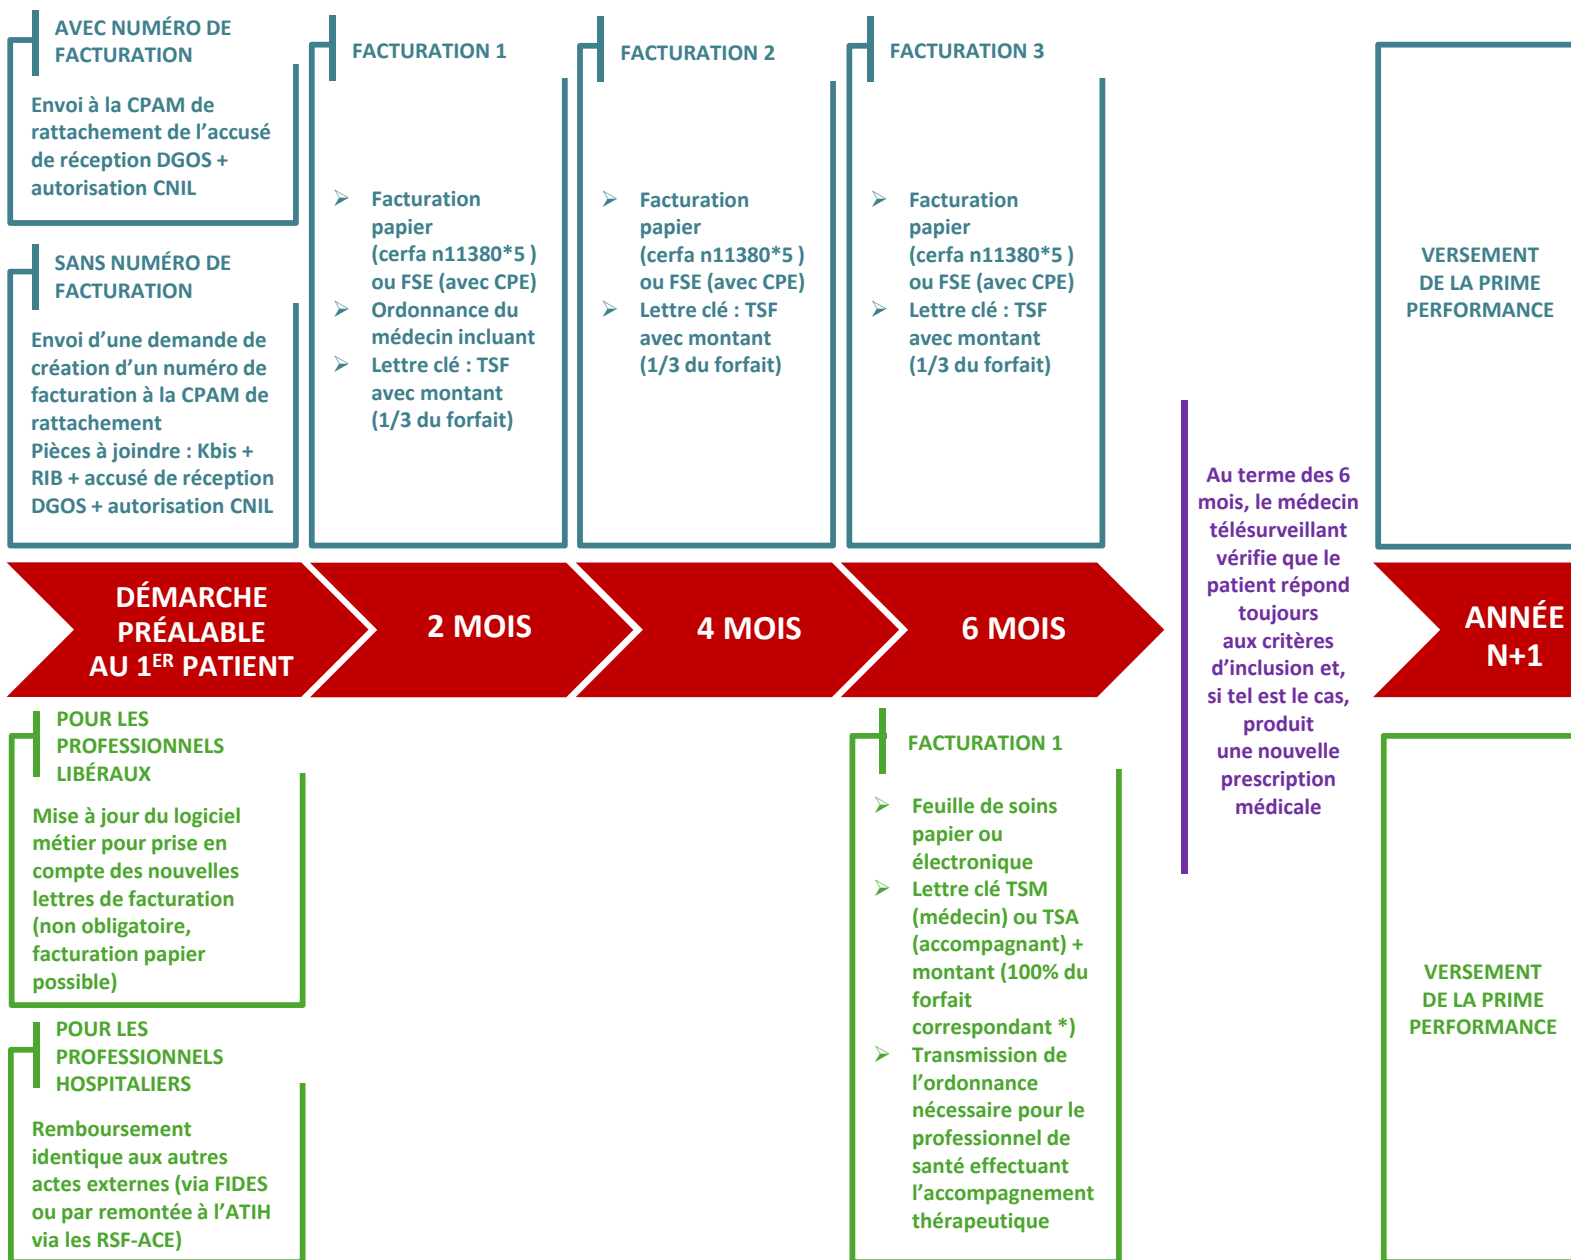 AVEC NUMÉRO DE
FACTURATION
Envoi à la CPAM de
rattachement de l’accusé
de réception DGOS +
autorisation CNIL
SANS NUMÉRO DE
FACTURATION
Envoi d’une demande de
création d’un numéro de
facturation à la CPAM de
rattachement
Pièces à joindre : Kbis +
RIB + accusé de réception
DGOS + autorisation CNIL
FACTURATION 1
➢ Facturation
papier
(cerfa n11380*5 )
ou FSE (avec CPE)
➢ Ordonnance du
médecin incluant
➢ Lettre clé : TSF
avec montant
(1/3 du forfait)
FACTURATION 2
➢ Facturation
papier
(cerfa n11380*5 )
ou FSE (avec CPE)
➢ Lettre clé : TSF
avec montant
(1/3 du forfait)
FACTURATION 3
➢ Facturation
papier
(cerfa n11380*5 )
ou FSE (avec CPE)
➢ Lettre clé : TSF
avec montant
(1/3 du forfait)
VERSEMENT
DE LA PRIME
PERFORMANCE
DÉMARCHE
PRÉALABLE
AU 1ER PATIENT
2 MOIS
4 MOIS
6 MOIS
Au terme des 6
mois, le médecin
télésurveillant
vérifie que le
patient répond
toujours
aux critères
d’inclusion et,
si tel est le cas,
produit
une nouvelle
prescription
médicale
ANNÉE
N+1
POUR LES
PROFESSIONNELS
LIBÉRAUX
Mise à jour du logiciel
métier pour prise en
compte des nouvelles
lettres de facturation
(non obligatoire,
facturation papier
possible)
POUR LES
PROFESSIONNELS
HOSPITALIERS
Remboursement
identique aux autres
actes externes (via FIDES
ou par remontée à l’ATIH
via les RSF-ACE)
FACTURATION 1
➢ Feuille de soins
papier ou
électronique
➢ Lettre clé TSM
(médecin) ou TSA
(accompagnant) +
montant (100% du
forfait
correspondant *)
➢ Transmission de
l’ordonnance
nécessaire pour le
professionnel de
santé effectuant
l’accompagnement
thérapeutique
VERSEMENT
DE LA PRIME
PERFORMANCE